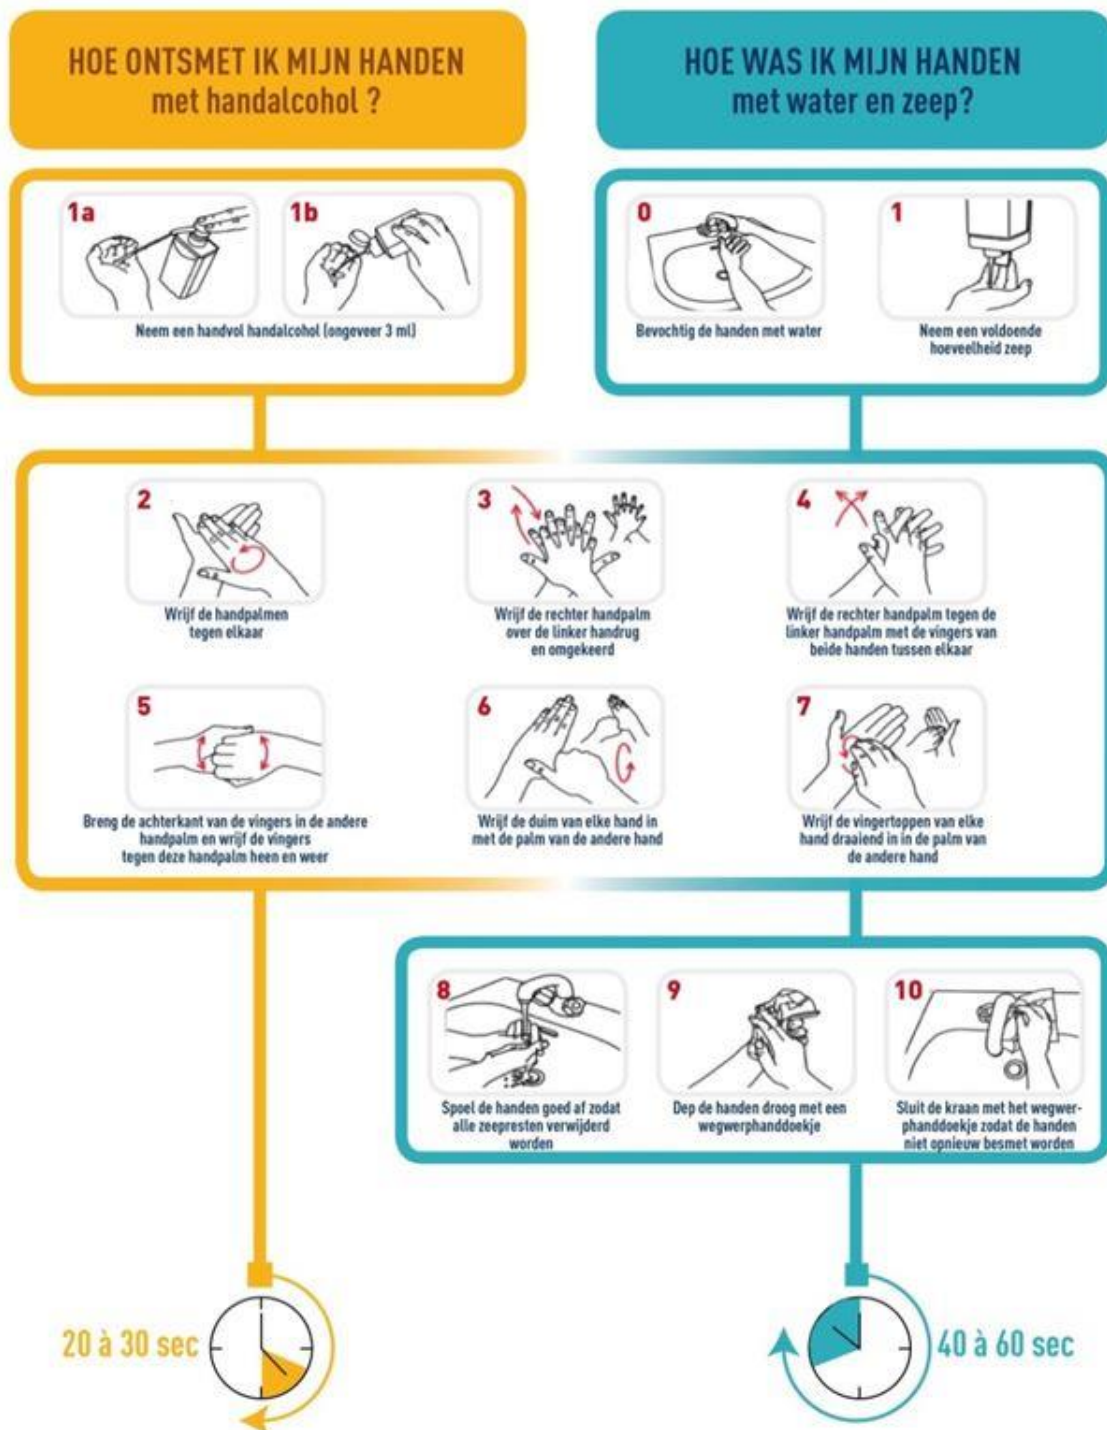 HOE ONTSMET IK MIJN HANDEN
met handalcohol ?
HOE WAS IK MIJN HANDEN
met water en zeep?
1a
1b
Neem een handvol handalcohol (ongeveer 3 ml)
0
Bevochtig de handen met water
1
Neem een voldoende
hoeveelheid zeep
2
Wrijf de handpalmen
tegen elkaar
3
Wrijf de rechter handpalm
over de linker handrug
en omgekeerd
4
Wrijf de rechter handpalm tegen de
linker handpalm met de vingers van
beide handen tussen elkaar
5
Breng de achterkant van de vingers in de andere
handpalm en wrijf de vingers
tegen deze handpalm heen en weer
6
Wrijf de duim van elke hand in
met de palm van de andere hand
7
Wrijf de vingertoppen van elke
hand draaiend in in de palm van
de andere hand
8
Spoel de handen goed af zodat
alle zeepresten verwijderd
worden
9
Dep de handen droog met een
wegwerphanddoekje
10
Sluit de kraan met het wegwer-
phanddoekje zodat de handen
niet opnieuw besmet worden
20 à 30 sec
40 à 60 sec